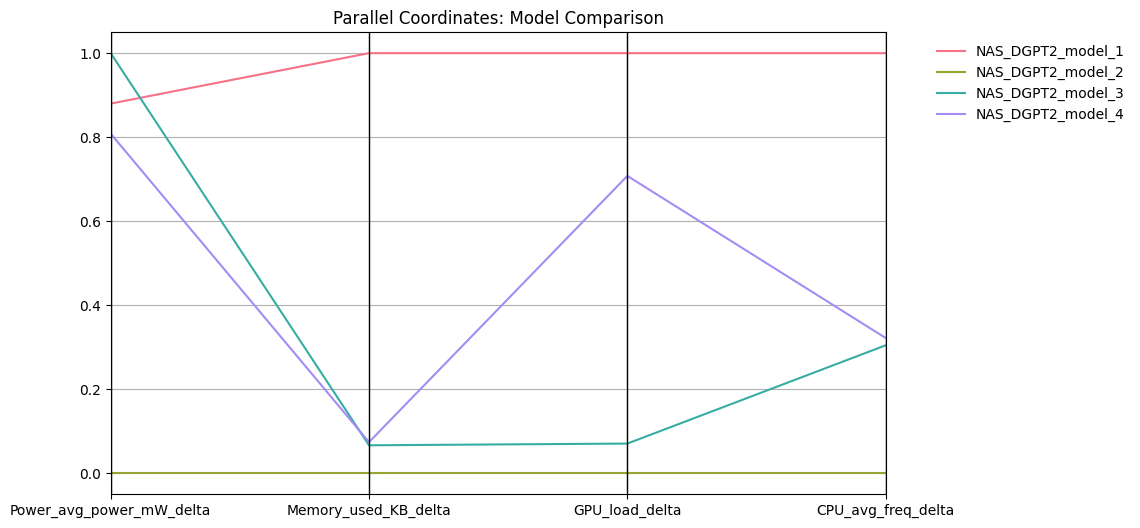 Parallel Coordinates: Model Comparison
1.0
0.8
0.6
0.4
0.2
0.0
Power_avg_power_mW_delta
Memory_used_KB_delta
GPU_load_delta
CPU_avg_freq_delta
NAS_DGPT2_model_1
NAS_DGPT2_model_2
NAS_DGPT2_model_3
NAS_DGPT2_model_4